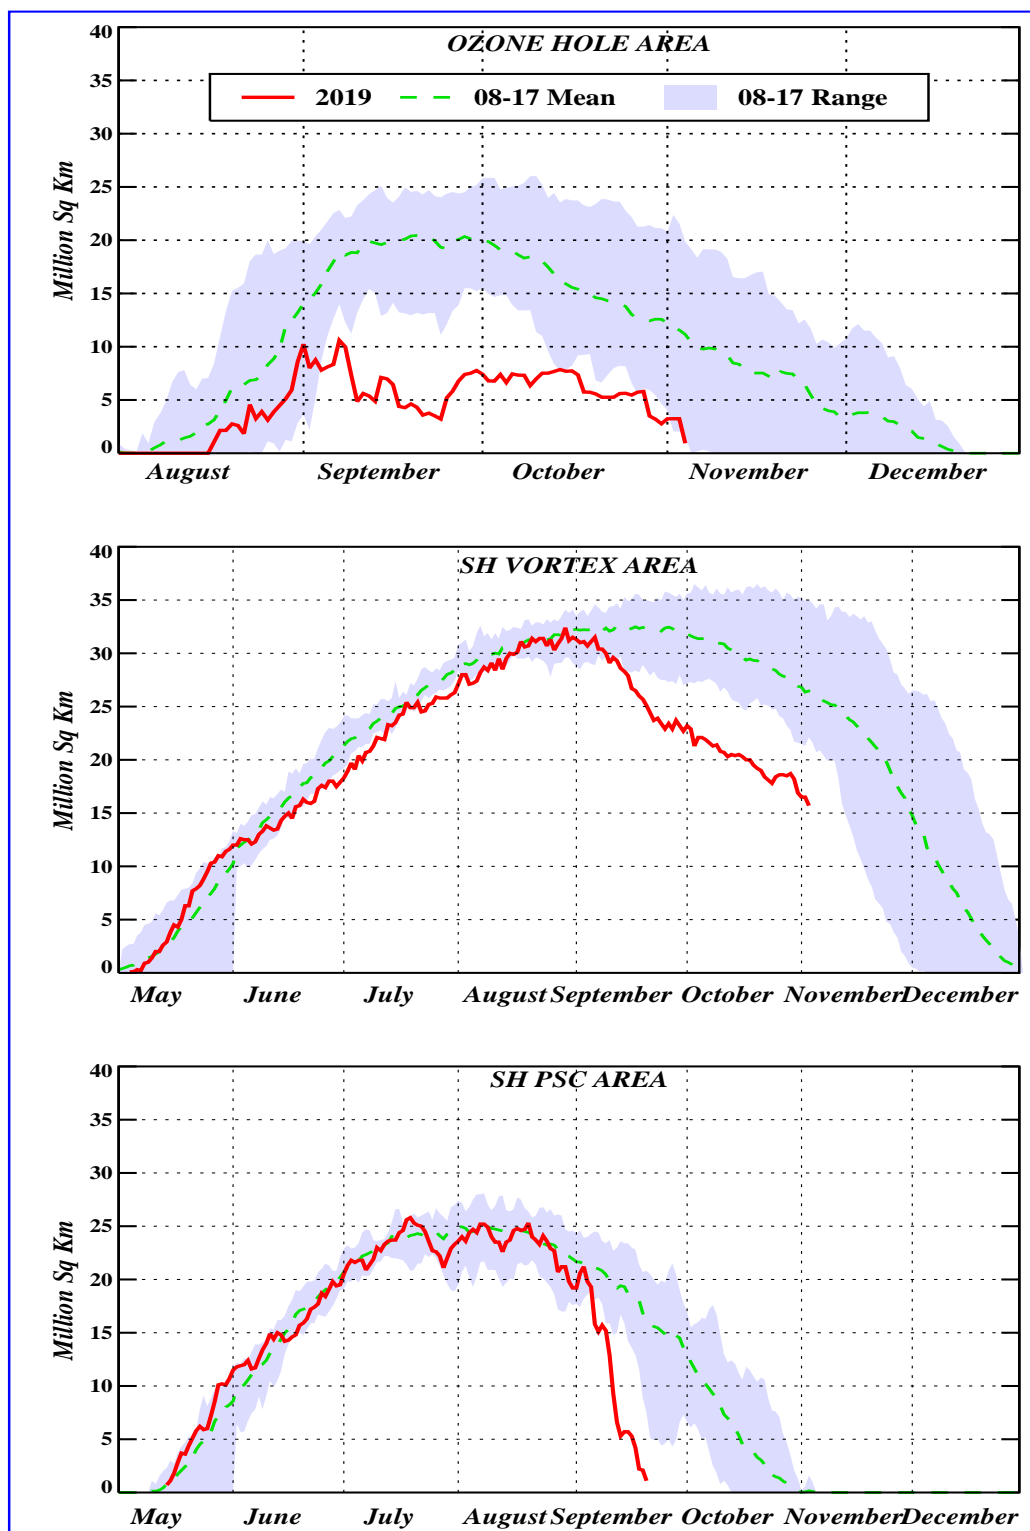 OZONE HOLE AREA
2019 08-17 Mean 08-17 Range
Million Sq Km
40
35
30
25
20
15
10
5
0
August September October November December
SH VORTEX AREA
Million Sq Km
40
35
30
25
20
15
10
5
0
May June July August September October November December
SH PSC AREA
Million Sq Km
40
35
30
25
20
15
10
5
0
May June July August September October November December